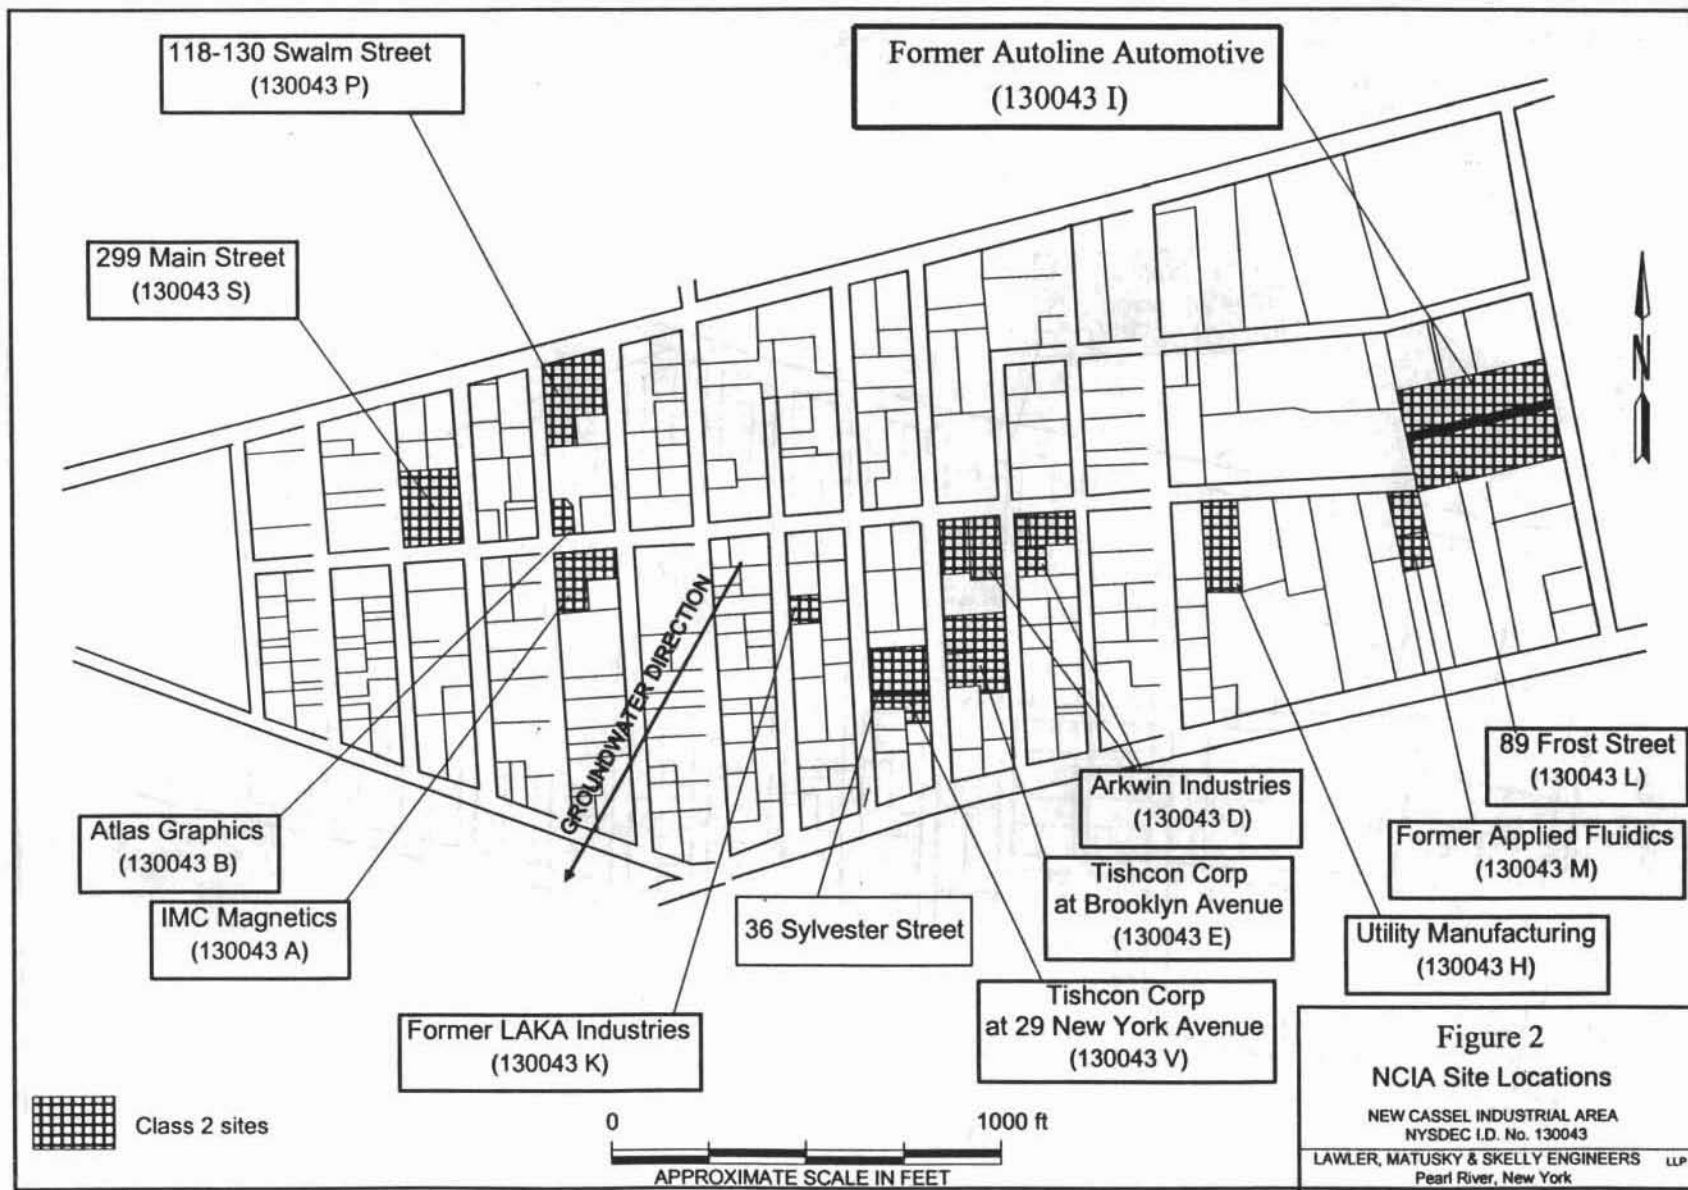 118-130 Swalm Street
(130043 P)
Former Autoline Automotive
(130043 I)
299 Main Street
(130043 S)
N
GROUNDWATER DIRECTION
89 Frost Street
(130043 L)
Arkwin Industries
(130043 D)
Former Applied Fluidics
(130043 M)
Atlas Graphics
(130043 B)
Tishcon Corp
at Brooklyn Avenue
(130043 E)
IMC Magnetics
(130043 A)
36 Sylvester Street
Utility Manufacturing
(130043 H)
Tishcon Corp
at 29 New York Avenue
(130043 V)
Former LAKA Industries
(130043 K)
Class 2 sites
0 1000 ft
APPROXIMATE SCALE IN FEET
Figure 2
NCIA Site Locations
NEW CASSEL INDUSTRIAL AREA
NYSDEC I.D. No. 130043
LAWLER, MATUSKY & SKELLY ENGINEERS LLP
Pearl River, New York